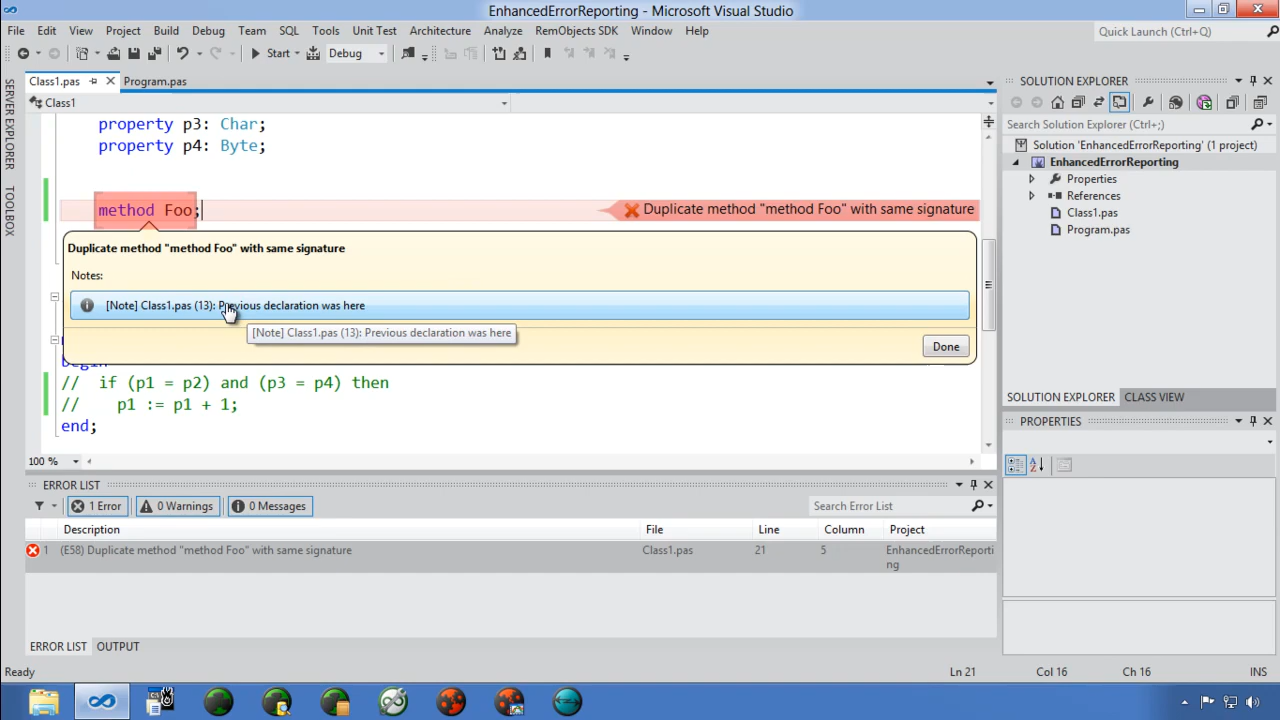 EnhancedErrorReporting - Microsoft Visual Studio
File Edit View Project Build Debug Team SQL Tools Unit Test Architecture Analyze RemObjects SDK Window Help
Quick Launch (Ctrl+Q)
Start Debug
SERVER EXPLORER
TOOLBOX
Class1.pas Program.pas
Class1
property p3: Char;
property p4: Byte;
method Foo;
Duplicate method "method Foo" with same signature
Duplicate method "method Foo" with same signature
Notes:
[Note] Class1.pas (13): Previous declaration was here
[Note] Class1.pas (13): Previous declaration was here
Done
begin
// if (p1 = p2) and (p3 = p4) then
// p1 := p1 + 1;
end;
100 %
SOLUTION EXPLORER
Search Solution Explorer (Ctrl+;)
Solution 'EnhancedErrorReporting' (1 project)
EnhancedErrorReporting
Properties
References
Class1.pas
Program.pas
SOLUTION EXPLORER CLASS VIEW
PROPERTIES
ERROR LIST
1 Error 0 Warnings 0 Messages
Search Error List
Description File Line Column Project
1 (E58) Duplicate method "method Foo" with same signature Class1.pas 21 5 EnhancedErrorReporti
ng
ERROR LIST OUTPUT
Ready Ln 21 Col 16 Ch 16 INS